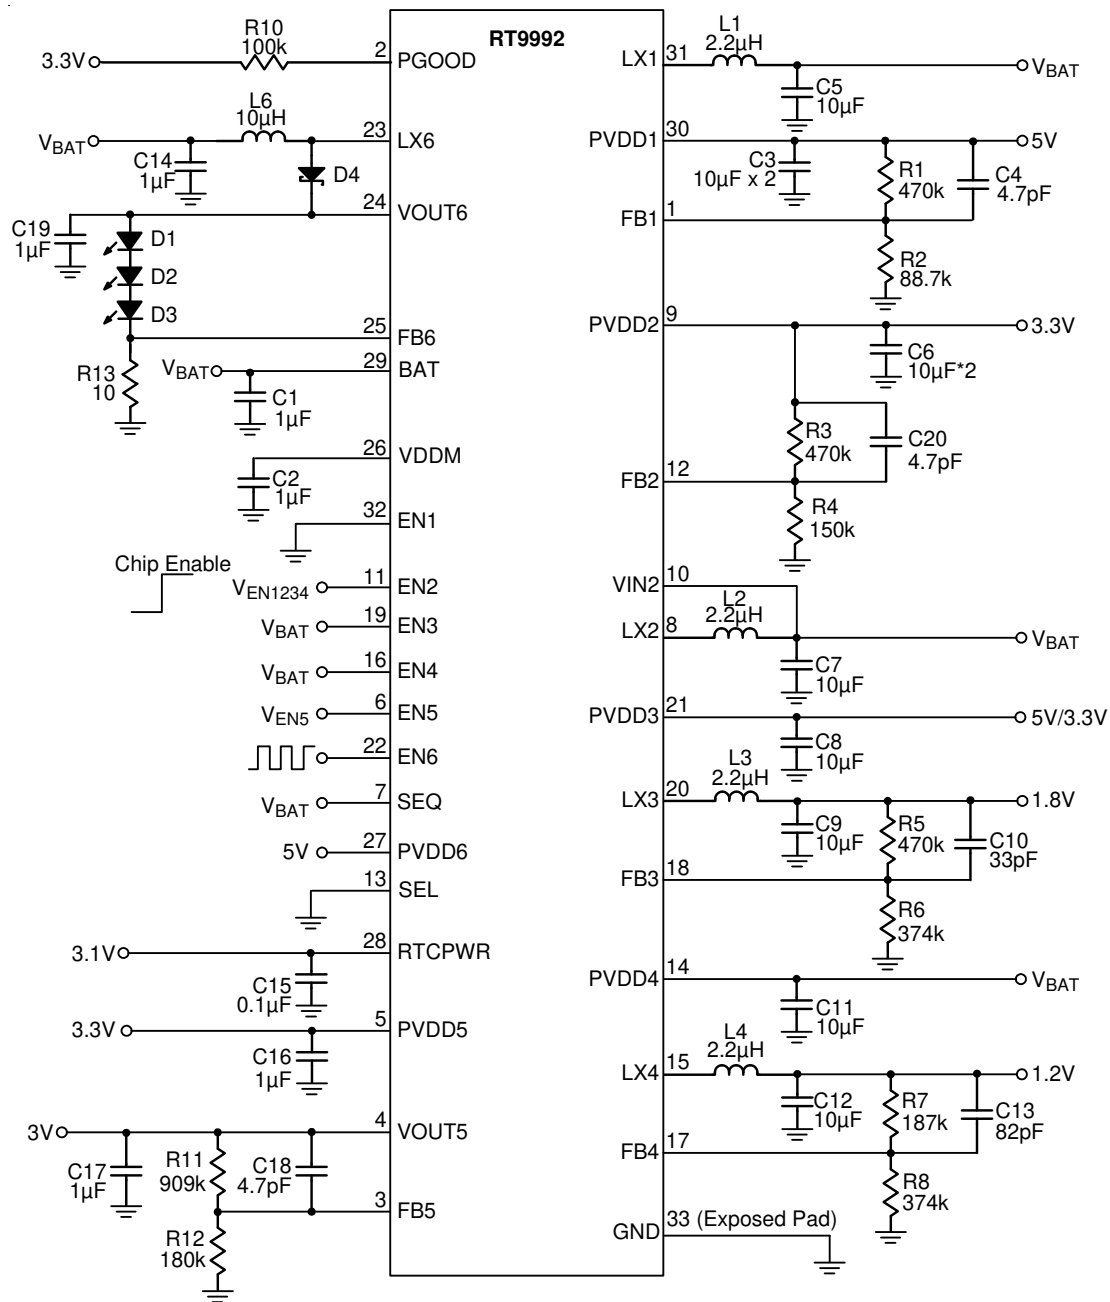 RT9992
3.3V
R10
100k
2
PGOOD
L6
10µH
VBAT
C14
1µF
23
LX6
D4
24
VOUT6
C19
1µF
D1
D2
D3
25
FB6
R13
10
VBAT
29
BAT
C1
1µF
26
VDDM
C2
1µF
32
EN1
Chip Enable
VEN1234
11
EN2
VBAT
19
EN3
VBAT
16
EN4
VEN5
6
EN5
22
EN6
VBAT
7
SEQ
5V
27
PVDD6
13
SEL
3.1V
28
RTCPWR
C15
0.1µF
3.3V
5
PVDD5
C16
1µF
3V
4
VOUT5
C17
1µF
R11
909k
C18
4.7pF
3
FB5
R12
180k
LX1
31
L1
2.2µH
VBAT
C5
10µF
PVDD1
30
5V
C3
10µF x 2
R1
470k
C4
4.7pF
FB1
1
R2
88.7k
PVDD2
9
3.3V
C6
10µF*2
R3
470k
C20
4.7pF
FB2
12
R4
150k
VIN2
10
L2
2.2µH
LX2
8
VBAT
C7
10µF
PVDD3
21
5V/3.3V
C8
10µF
L3
2.2µH
LX3
20
1.8V
C9
10µF
R5
470k
C10
33pF
FB3
18
R6
374k
PVDD4
14
VBAT
C11
10µF
L4
2.2µH
LX4
15
1.2V
C12
10µF
R7
187k
C13
82pF
FB4
17
R8
374k
GND
33 (Exposed Pad)